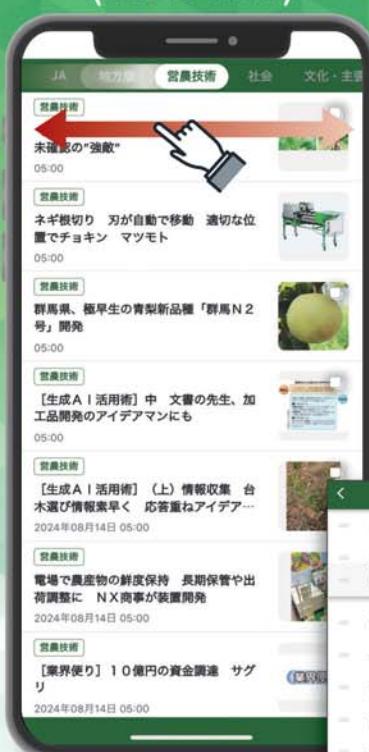 JA 地方版 営農技術 社会 文化・主張
営農技術
未確認の“強敵”
05:00
営農技術
ネギ根切り 刃が自動で移動 適切な位
置でチョキン マツモト
05:00
営農技術
群馬県、極早生の青梨新品種「群馬N2
号」開発
05:00
営農技術
[生成AI活用術] 中 文書の先生、加
工品開発のアイデアマンにも
05:00
営農技術
[生成AI活用術] (上)情報収集 台
木選び情報素早く 応答重ねアイデア…
2024年08月14日 05:00
営農技術
電場で農産物の鮮度保持 長期保管や出
荷調整に NX商事が装置開発
2024年08月14日 05:00
営農技術
[業界便り] 10億円の資金調達 サグ
リ
2024年08月14日 05:00